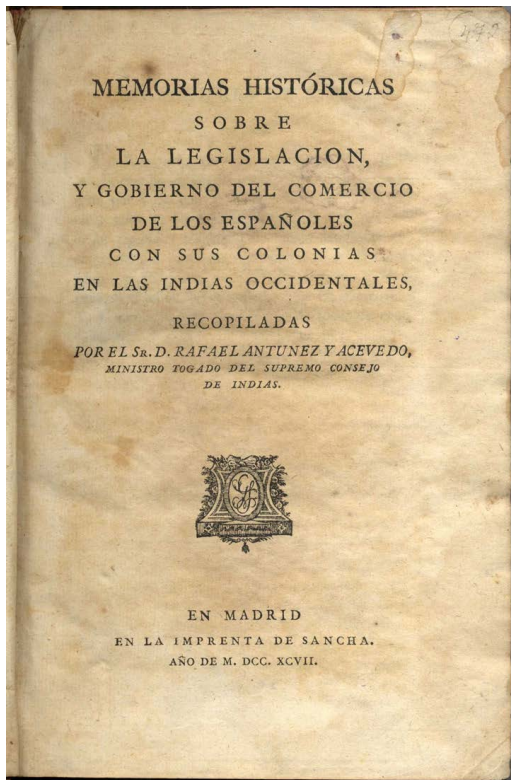 MEMORIAS HISTÓRICAS
SOBRE
LA LEGISLACION,
Y GOBIERNO DEL COMERCIO
DE LOS ESPAÑOLES
CON SUS COLONIAS
EN LAS INDIAS OCCIDENTALES,
RECOPILADAS
POR EL SR. D. RAFAEL ANTUNEZ Y ACEVEDO,
MINISTRO TOGADO DEL SUPREMO CONSEJO
DE INDIAS.
EN MADRID
EN LA IMPRENTA DE SANCHA.
AÑO DE M. DCC. XCVII.